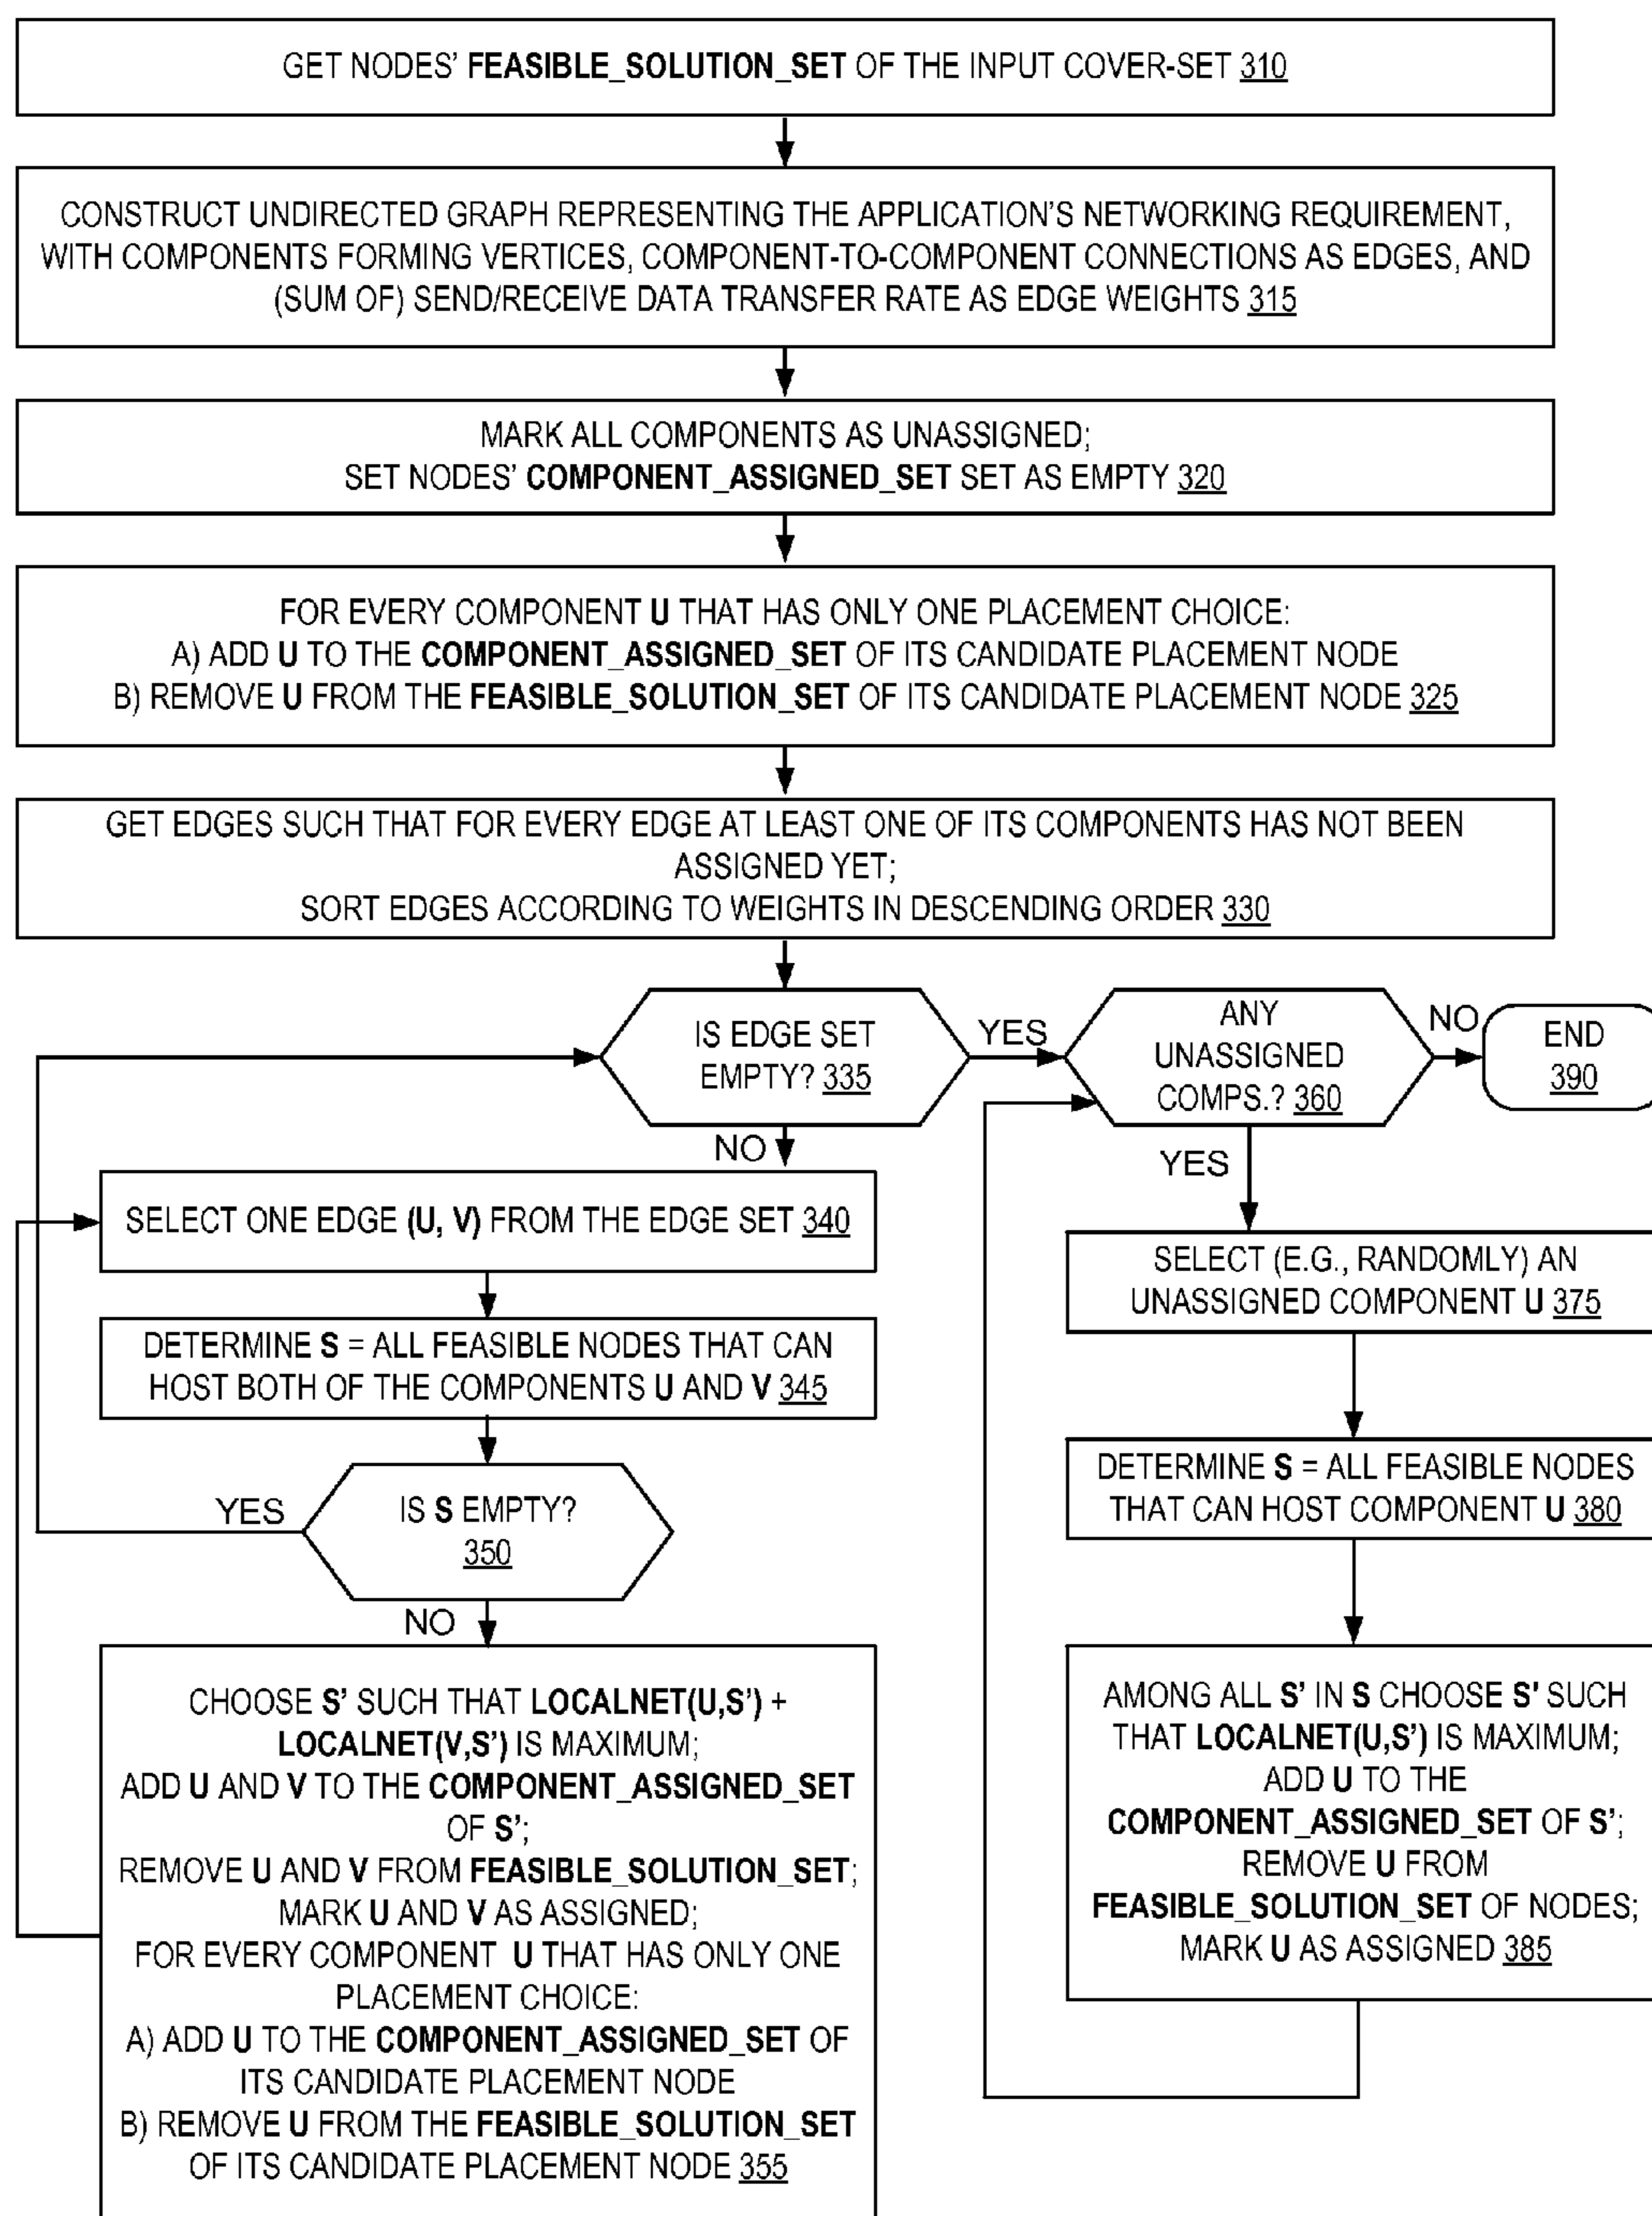 GET NODES’ FEASIBLE_SOLUTION_SET OF THE INPUT COVER-SET 310
CONSTRUCT UNDIRECTED GRAPH REPRESENTING THE APPLICATION’S NETWORKING REQUIREMENT,
WITH COMPONENTS FORMING VERTICES, COMPONENT-TO-COMPONENT CONNECTIONS AS EDGES, AND
(SUM OF) SEND/RECEIVE DATA TRANSFER RATE AS EDGE WEIGHTS 315
MARK ALL COMPONENTS AS UNASSIGNED;
SET NODES’ COMPONENT_ASSIGNED_SET SET AS EMPTY 320
FOR EVERY COMPONENT U THAT HAS ONLY ONE PLACEMENT CHOICE:
A) ADD U TO THE COMPONENT_ASSIGNED_SET OF ITS CANDIDATE PLACEMENT NODE
B) REMOVE U FROM THE FEASIBLE_SOLUTION_SET OF ITS CANDIDATE PLACEMENT NODE 325
GET EDGES SUCH THAT FOR EVERY EDGE AT LEAST ONE OF ITS COMPONENTS HAS NOT BEEN
ASSIGNED YET;
SORT EDGES ACCORDING TO WEIGHTS IN DESCENDING ORDER 330
IS EDGE SET
EMPTY? 335
YES
NO
ANY
UNASSIGNED
COMPS.? 360
NO
YES
END
390
SELECT ONE EDGE (U, V) FROM THE EDGE SET 340
DETERMINE S = ALL FEASIBLE NODES THAT CAN
HOST BOTH OF THE COMPONENTS U AND V 345
IS S EMPTY?
350
YES
NO
CHOOSE S’ SUCH THAT LOCALNET(U,S’) +
LOCALNET(V,S’) IS MAXIMUM;
ADD U AND V TO THE COMPONENT_ASSIGNED_SET
OF S’;
REMOVE U AND V FROM FEASIBLE_SOLUTION_SET;
MARK U AND V AS ASSIGNED;
FOR EVERY COMPONENT U THAT HAS ONLY ONE
PLACEMENT CHOICE:
A) ADD U TO THE COMPONENT_ASSIGNED_SET OF
ITS CANDIDATE PLACEMENT NODE
B) REMOVE U FROM THE FEASIBLE_SOLUTION_SET
OF ITS CANDIDATE PLACEMENT NODE 355
SELECT (E.G., RANDOMLY) AN
UNASSIGNED COMPONENT U 375
DETERMINE S = ALL FEASIBLE NODES
THAT CAN HOST COMPONENT U 380
AMONG ALL S’ IN S CHOOSE S’ SUCH
THAT LOCALNET(U,S’) IS MAXIMUM;
ADD U TO THE
COMPONENT_ASSIGNED_SET OF S’;
REMOVE U FROM
FEASIBLE_SOLUTION_SET OF NODES;
MARK U AS ASSIGNED 385